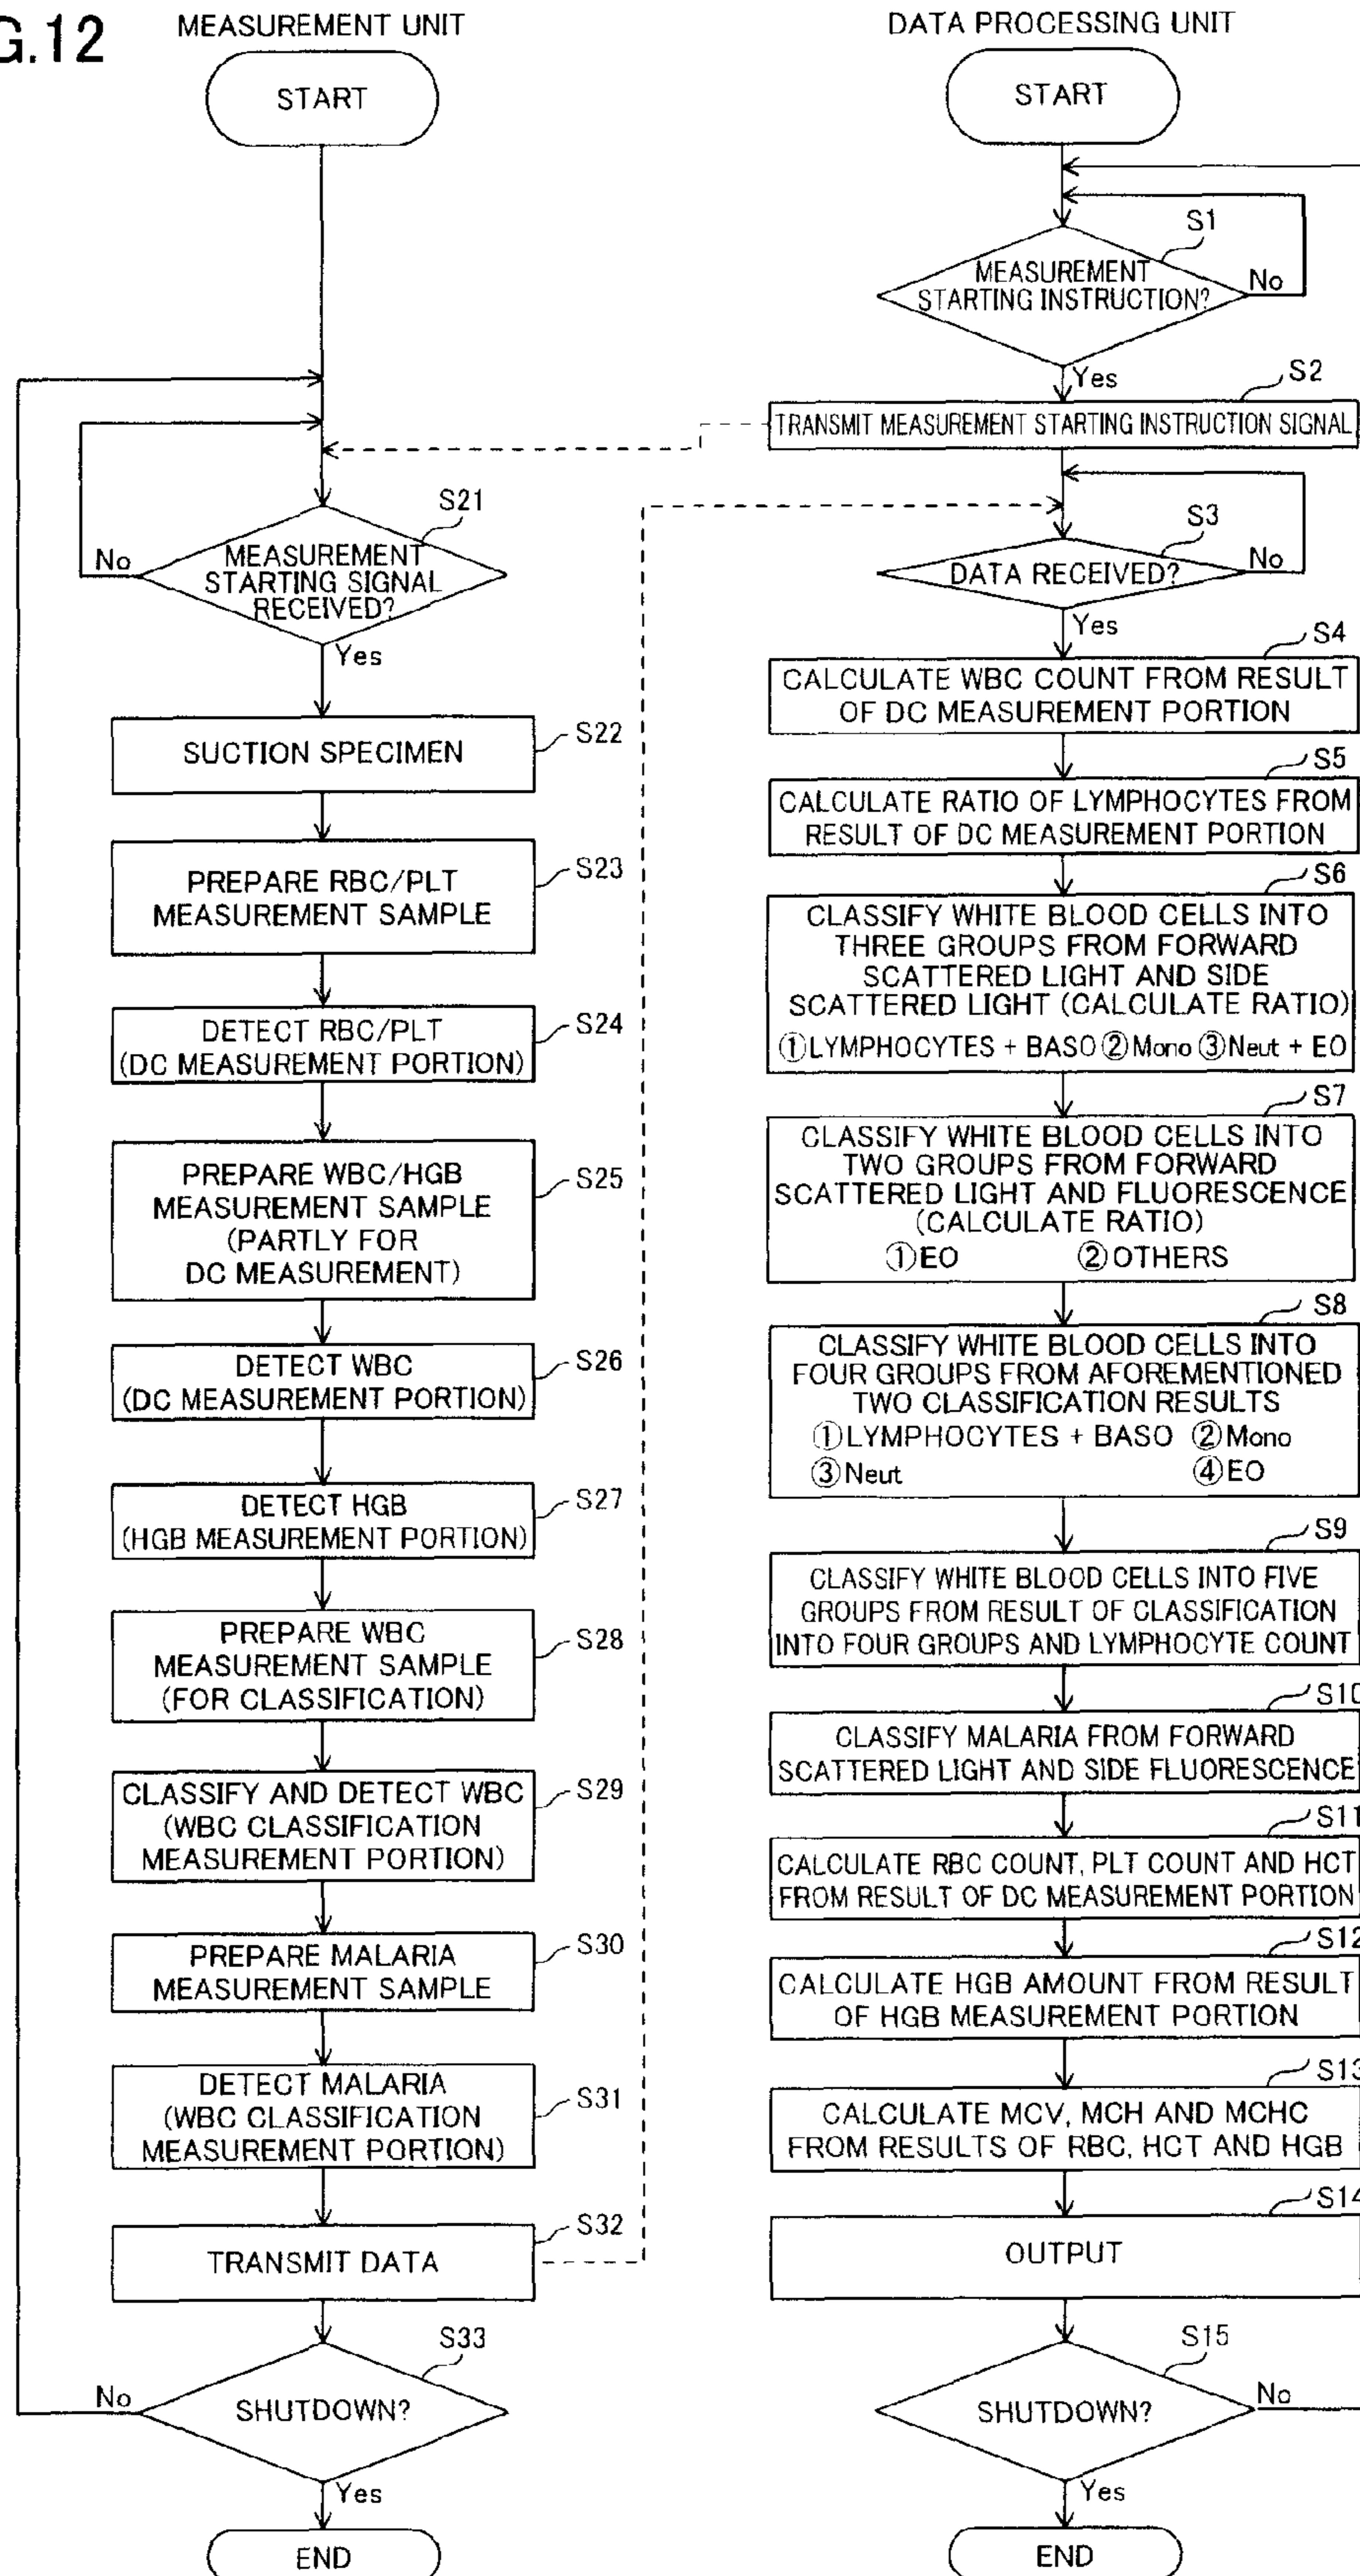 G.12
MEASUREMENT UNIT
START
S21
MEASUREMENT
STARTING SIGNAL
RECEIVED?
No
Yes
SUCTION SPECIMEN
S22
PREPARE RBC/PLT
MEASUREMENT SAMPLE
S23
DETECT RBC/PLT
(DC MEASUREMENT PORTION)
S24
PREPARE WBC/HGB
MEASUREMENT SAMPLE
(PARTLY FOR
DC MEASUREMENT)
S25
DETECT WBC
(DC MEASUREMENT PORTION)
S26
DETECT HGB
(HGB MEASUREMENT PORTION)
S27
PREPARE WBC
MEASUREMENT SAMPLE
(FOR CLASSIFICATION)
S28
CLASSIFY AND DETECT WBC
(WBC CLASSIFICATION
MEASUREMENT PORTION)
S29
PREPARE MALARIA
MEASUREMENT SAMPLE
S30
DETECT MALARIA
(WBC CLASSIFICATION
MEASUREMENT PORTION)
S31
TRANSMIT DATA
S32
S33
SHUTDOWN?
No
Yes
END
DATA PROCESSING UNIT
START
S1
MEASUREMENT
STARTING INSTRUCTION?
No
Yes
S2
TRANSMIT MEASUREMENT STARTING INSTRUCTION SIGNAL
S3
DATA RECEIVED?
No
Yes
S4
CALCULATE WBC COUNT FROM RESULT
OF DC MEASUREMENT PORTION
S5
CALCULATE RATIO OF LYMPHOCYTES FROM
RESULT OF DC MEASUREMENT PORTION
S6
CLASSIFY WHITE BLOOD CELLS INTO
THREE GROUPS FROM FORWARD
SCATTERED LIGHT AND SIDE
SCATTERED LIGHT (CALCULATE RATIO)
①LYMPHOCYTES + BASO ②Mono ③Neut + EO
S7
CLASSIFY WHITE BLOOD CELLS INTO
TWO GROUPS FROM FORWARD
SCATTERED LIGHT AND FLUORESCENCE
(CALCULATE RATIO)
①EO ②OTHERS
S8
CLASSIFY WHITE BLOOD CELLS INTO
FOUR GROUPS FROM AFOREMENTIONED
TWO CLASSIFICATION RESULTS
①LYMPHOCYTES + BASO ②Mono
③Neut ④EO
S9
CLASSIFY WHITE BLOOD CELLS INTO FIVE
GROUPS FROM RESULT OF CLASSIFICATION
INTO FOUR GROUPS AND LYMPHOCYTE COUNT
S10
CLASSIFY MALARIA FROM FORWARD
SCATTERED LIGHT AND SIDE FLUORESCENCE
S11
CALCULATE RBC COUNT, PLT COUNT AND HCT
FROM RESULT OF DC MEASUREMENT PORTION
S12
CALCULATE HGB AMOUNT FROM RESULT
OF HGB MEASUREMENT PORTION
S13
CALCULATE MCV, MCH AND MCHC
FROM RESULTS OF RBC, HCT AND HGB
S14
OUTPUT
S15
SHUTDOWN?
No
Yes
END